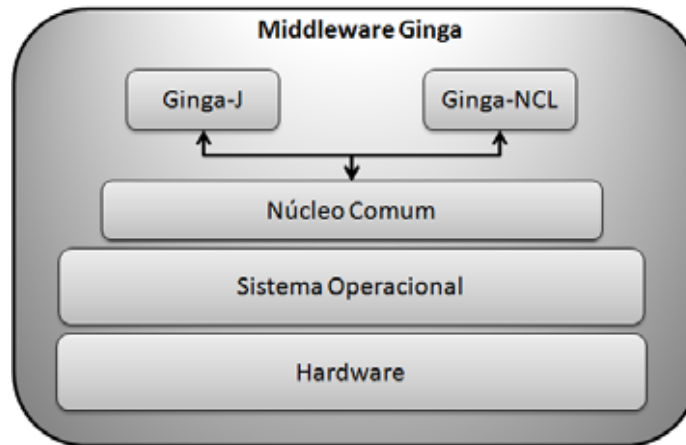 Middleware Ginga
Ginga-J
Ginga-NCL
Núcleo Comum
Sistema Operacional
Hardware